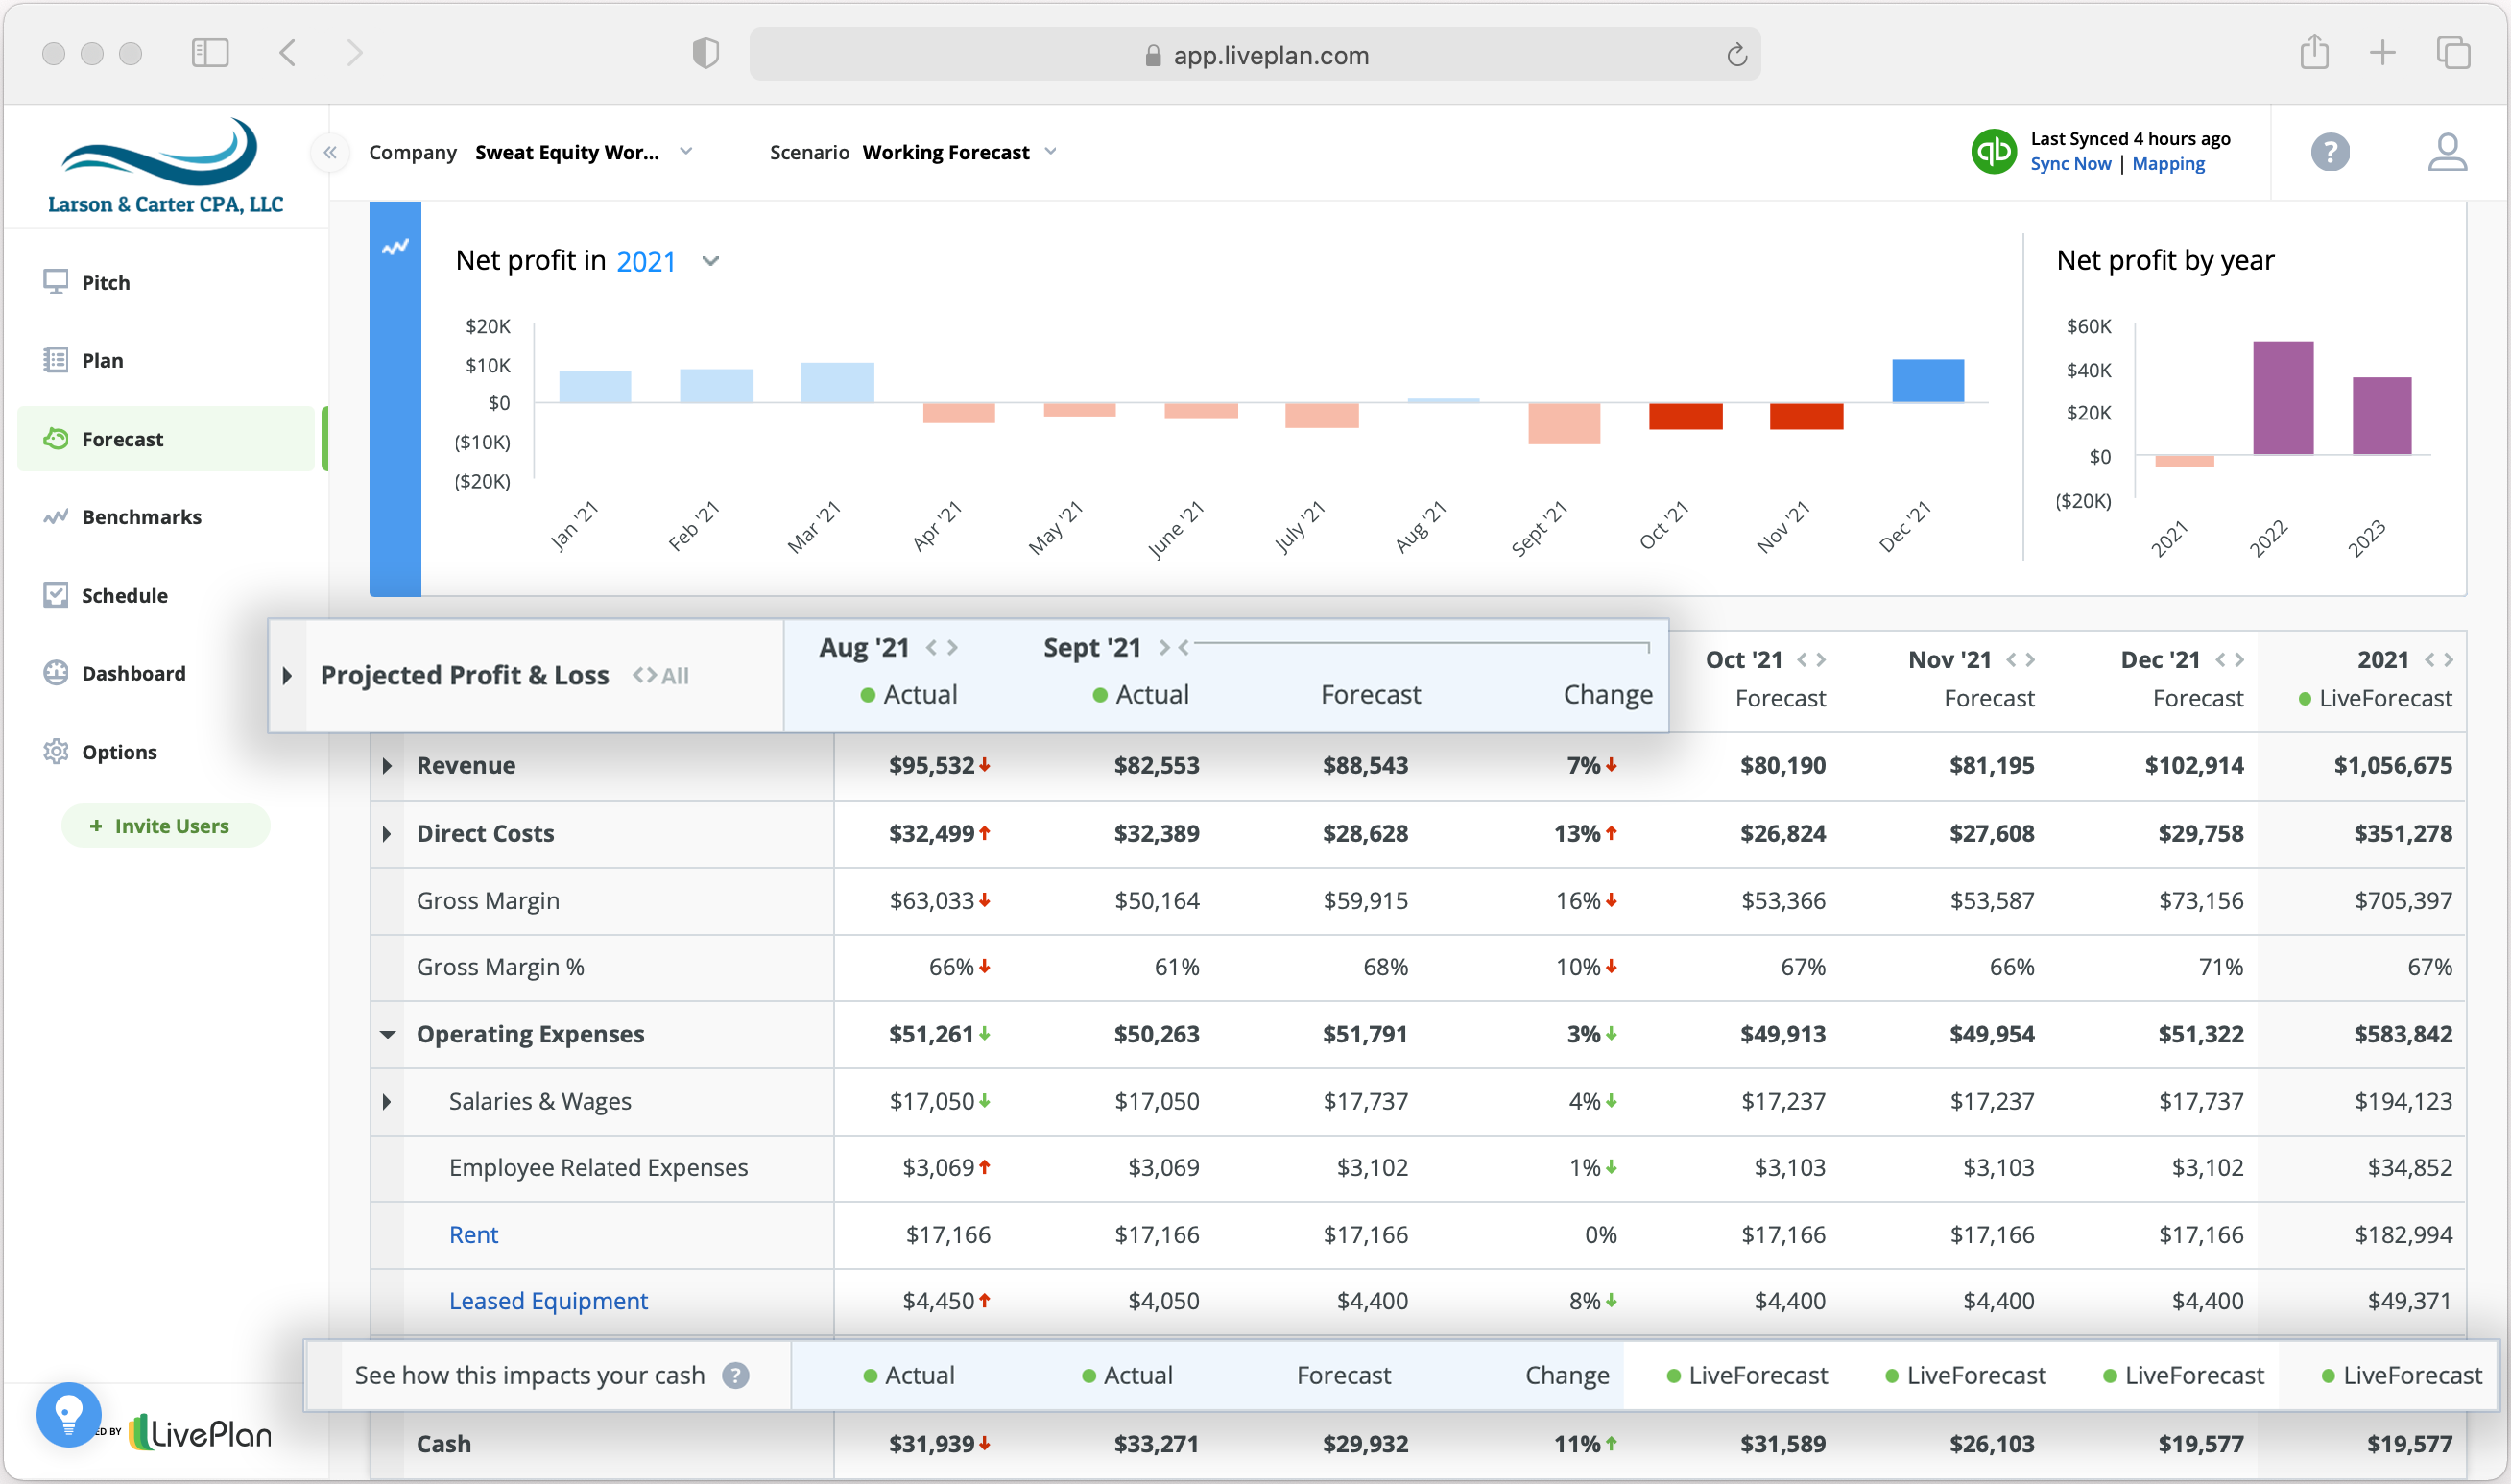 app.liveplan.com
Larson & Carter CPA, LLC
Company Sweat Equity Wor...
Scenario Working Forecast
qb
Last Synced 4 hours ago
Sync Now | Mapping
?
Pitch
Plan
Forecast
Benchmarks
Schedule
Dashboard
Options
+ Invite Users
Net profit in 2021
$20K
$10K
$0
($10K)
($20K)
Jan '21
Feb '21
Mar '21
Apr '21
May '21
June '21
July '21
Aug '21
Sept '21
Oct '21
Nov '21
Dec '21
Net profit by year
$60K
$40K
$20K
$0
($20K)
2021
2022
2023
Projected Profit & Loss <> All
Aug '21 Sept '21 Oct '21 Nov '21 Dec '21 2021
Actual Actual Forecast Change Forecast Forecast Forecast LiveForecast
Revenue $95,532 $82,553 $88,543 7% $80,190 $81,195 $102,914 $1,056,675
Direct Costs $32,499 $32,389 $28,628 13% $26,824 $27,608 $29,758 $351,278
Gross Margin $63,033 $50,164 $59,915 16% $53,366 $53,587 $73,156 $705,397
Gross Margin % 66% 61% 68% 10% 67% 66% 71% 67%
Operating Expenses $51,261 $50,263 $51,791 3% $49,913 $49,954 $51,322 $583,842
Salaries & Wages $17,050 $17,050 $17,737 4% $17,237 $17,237 $17,737 $194,123
Employee Related Expenses $3,069 $3,069 $3,102 1% $3,103 $3,103 $3,102 $34,852
Rent $17,166 $17,166 $17,166 0% $17,166 $17,166 $17,166 $182,994
Leased Equipment $4,450 $4,050 $4,400 8% $4,400 $4,400 $4,400 $49,371
See how this impacts your cash ? Actual Actual Forecast Change LiveForecast LiveForecast LiveForecast LiveForecast
Cash $31,939 $33,271 $29,932 11% $31,589 $26,103 $19,577 $19,577
ED BY LivePlan